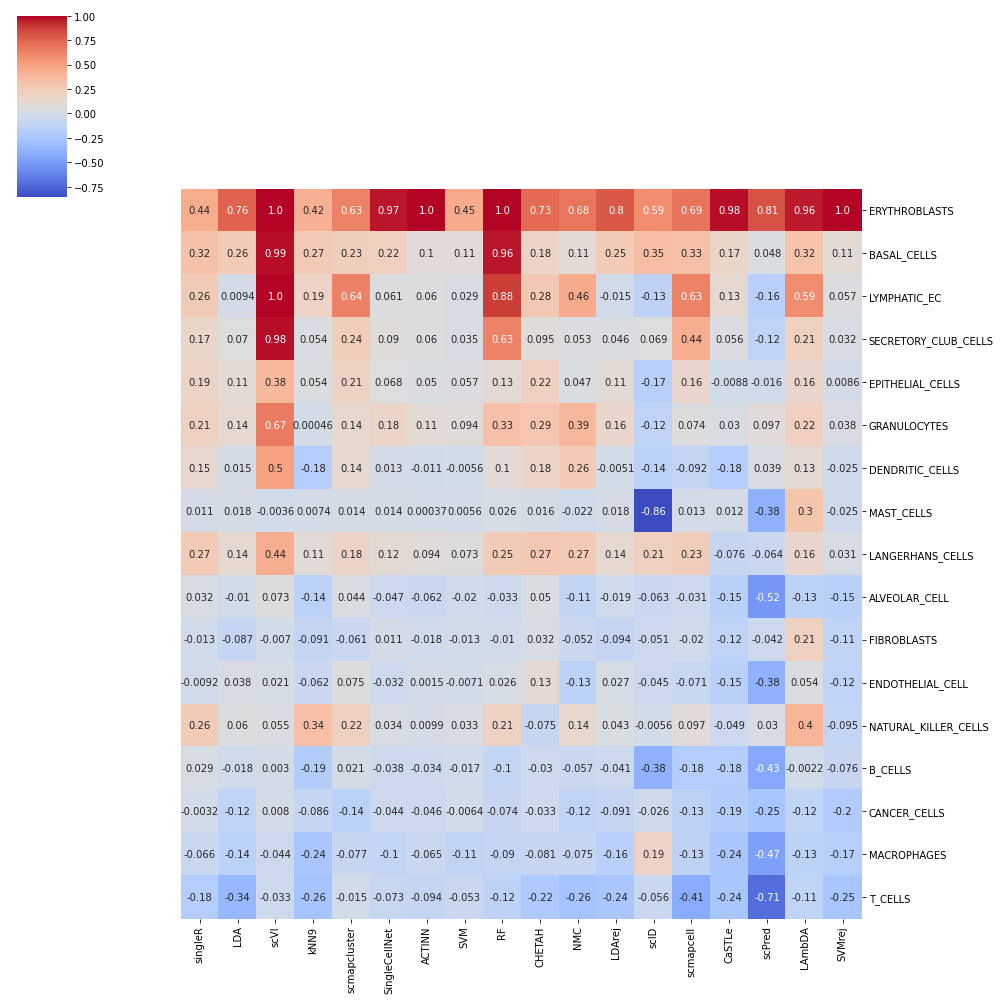 1.00
0.75
0.50
0.25
0.00
−0.25
−0.50
−0.75
0.44 0.76 1.0 0.42 0.63 0.97 1.0 0.45 1.0 0.73 0.68 0.8 0.59 0.69 0.98 0.81 0.96 1.0 ERYTHROBLASTS
0.32 0.26 0.99 0.27 0.23 0.22 0.1 0.11 0.96 0.18 0.11 0.25 0.35 0.33 0.17 0.048 0.32 0.11 BASAL_CELLS
0.26 0.0094 1.0 0.19 0.64 0.061 0.06 0.029 0.88 0.28 0.46 -0.015 -0.13 0.63 0.13 -0.16 0.59 0.057 LYMPHATIC_EC
0.17 0.07 0.98 0.054 0.24 0.09 0.06 0.035 0.63 0.095 0.053 0.046 0.069 0.44 0.056 -0.12 0.21 0.032 SECRETORY_CLUB_CELLS
0.19 0.11 0.38 0.054 0.21 0.068 0.05 0.057 0.13 0.22 0.047 0.11 -0.17 0.16 -0.0088 -0.016 0.16 0.0086 EPITHELIAL_CELLS
0.21 0.14 0.67 0.00046 0.14 0.18 0.11 0.094 0.33 0.29 0.39 0.16 -0.12 0.074 0.03 0.097 0.22 0.038 GRANULOCYTES
0.15 0.015 0.5 -0.18 0.14 0.013 -0.011 -0.0056 0.1 0.18 0.26 -0.0051 -0.14 -0.092 -0.18 0.039 0.13 -0.025 DENDRITIC_CELLS
0.011 0.018 -0.0036 0.0074 0.014 0.014 0.00037 0.0056 0.026 0.016 -0.022 0.018 -0.86 0.013 0.012 -0.38 0.3 -0.025 MAST_CELLS
0.27 0.14 0.44 0.11 0.18 0.12 0.094 0.073 0.25 0.27 0.27 0.14 0.21 0.23 -0.076 -0.064 0.16 0.031 LANGERHANS_CELLS
0.032 -0.01 0.073 -0.14 0.044 -0.047 -0.062 -0.02 -0.033 0.05 -0.11 -0.019 -0.063 -0.031 -0.15 -0.52 -0.13 -0.15 ALVEOLAR_CELL
-0.013 -0.087 -0.007 -0.091 -0.061 0.011 -0.018 -0.013 -0.01 0.032 -0.052 -0.094 -0.051 -0.02 -0.12 -0.042 0.21 -0.11 FIBROBLASTS
-0.0092 0.038 0.021 -0.062 0.075 -0.032 0.0015 -0.0071 0.026 0.13 -0.13 0.027 -0.045 -0.071 -0.15 -0.38 0.054 -0.12 ENDOTHELIAL_CELL
0.26 0.06 0.055 0.34 0.22 0.034 0.0099 0.033 0.21 -0.075 0.14 0.043 -0.0056 0.097 -0.049 0.03 0.4 -0.095 NATURAL_KILLER_CELLS
0.029 -0.018 0.003 -0.19 0.021 -0.038 -0.034 -0.017 -0.1 -0.03 -0.057 -0.041 -0.38 -0.18 -0.18 -0.43 -0.0022 -0.076 B_CELLS
-0.0032 -0.12 0.008 -0.086 -0.14 -0.044 -0.046 -0.0064 -0.074 -0.033 -0.12 -0.091 -0.026 -0.13 -0.19 -0.25 -0.12 -0.2 CANCER_CELLS
-0.066 -0.14 -0.044 -0.24 -0.077 -0.1 -0.065 -0.11 -0.09 -0.081 -0.075 -0.16 0.19 -0.13 -0.24 -0.47 -0.13 -0.17 MACROPHAGES
-0.18 -0.34 -0.033 -0.26 -0.015 -0.073 -0.094 -0.053 -0.12 -0.22 -0.26 -0.24 -0.056 -0.41 -0.24 -0.71 -0.11 -0.25 T_CELLS
singleR LDA scVI kNN9 scmapcluster SingleCellNet ACTINN SVM RF CHETAH NMC LDArej scID scmapcell CaSTLe scPred LAmbDA SVMrej